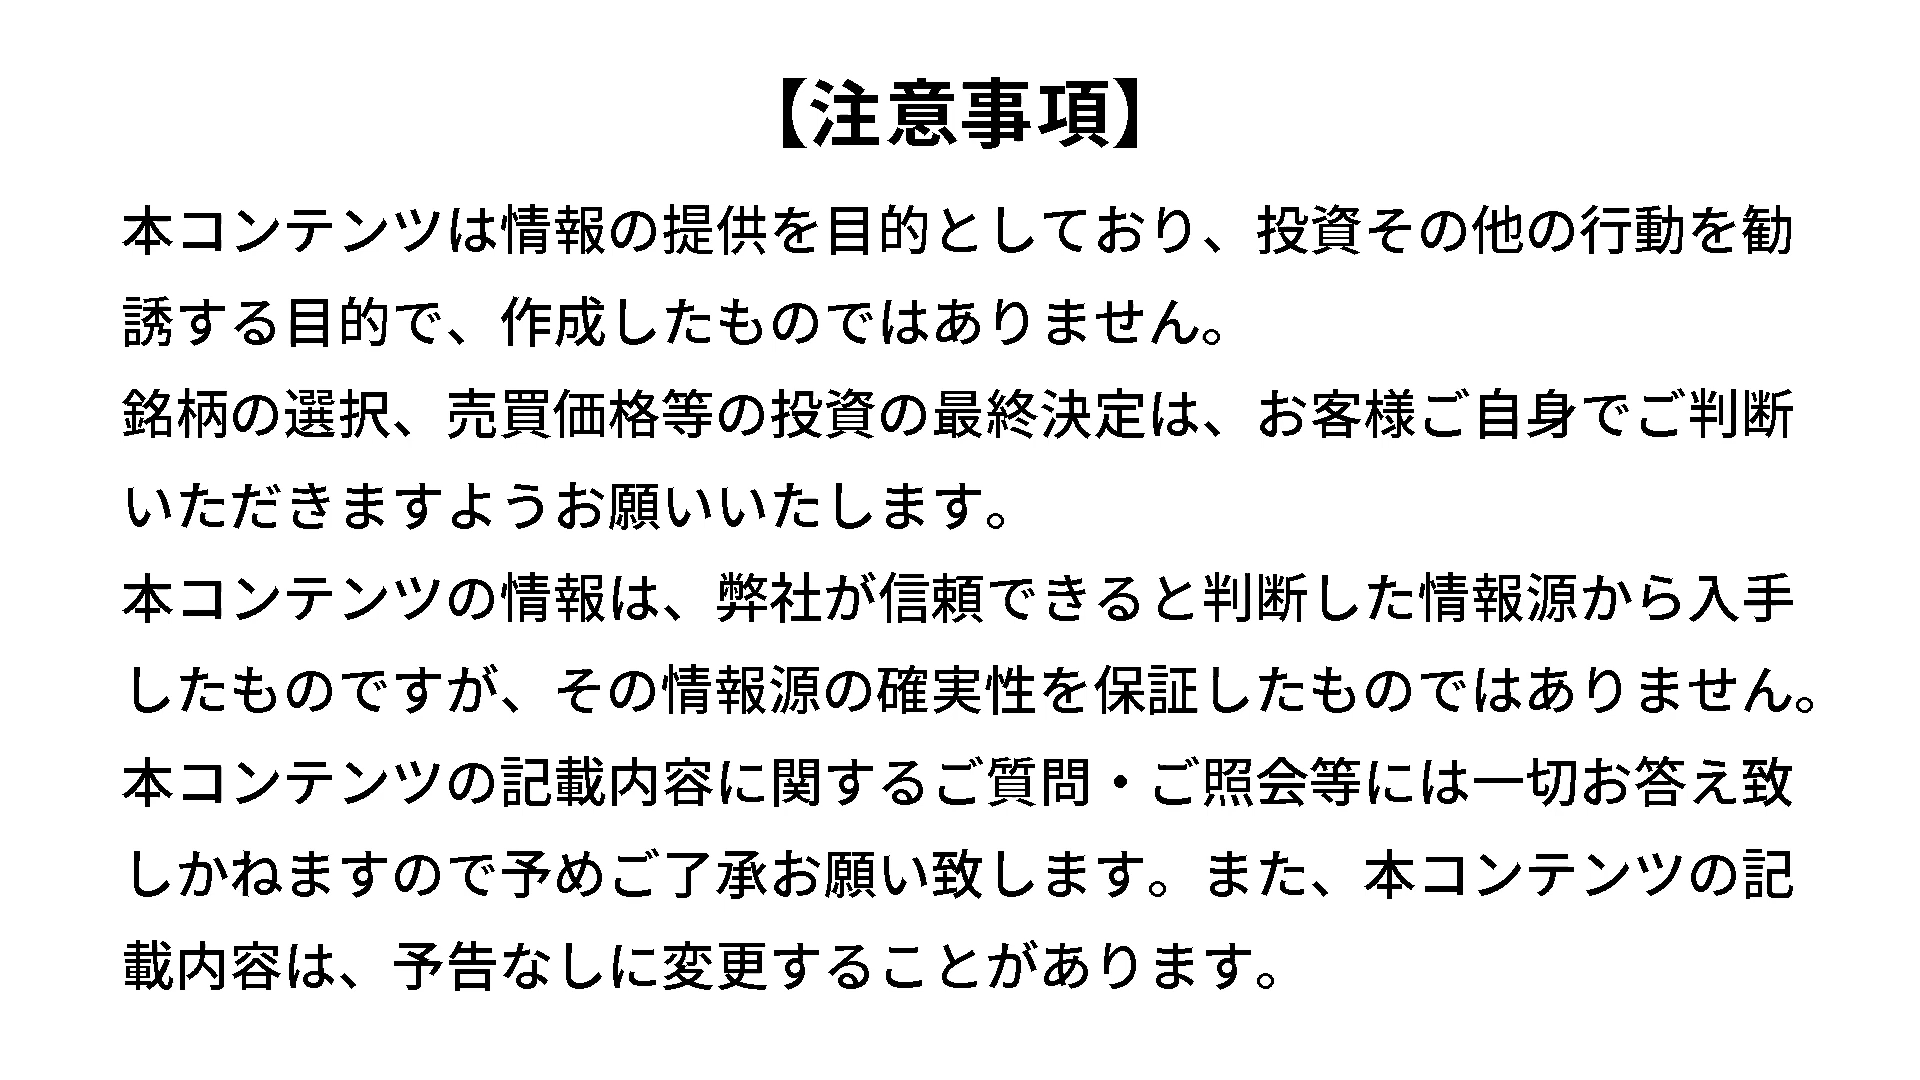 【注意事項】
本コンテンツは情報の提供を目的としており、投資その他の行動を勧
誘する目的で、作成したものではありません。
銘柄の選択、売買価格等の投資の最終決定は、お客様ご自身でご判断
いただきますようお願いいたします。
本コンテンツの情報は、弊社が信頼できると判断した情報源から入手
したものですが、その情報源の確実性を保証したものではありません。
本コンテンツの記載内容に関するご質問・ご照会等には一切お答え致
しかねますので予めご了承お願い致します。また、本コンテンツの記
載内容は、予告なしに変更することがあります。